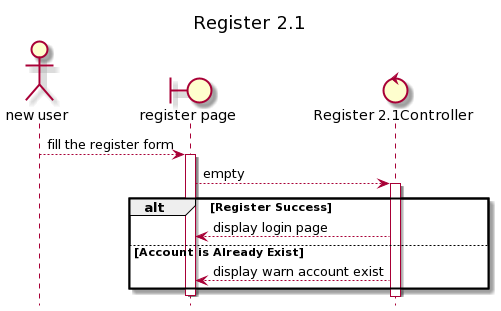 Register 2.1
new user
register page
Register 2.1Controller
fill the register form
empty
alt
[Register Success]
display login page
[Account is Already Exist]
display warn account exist